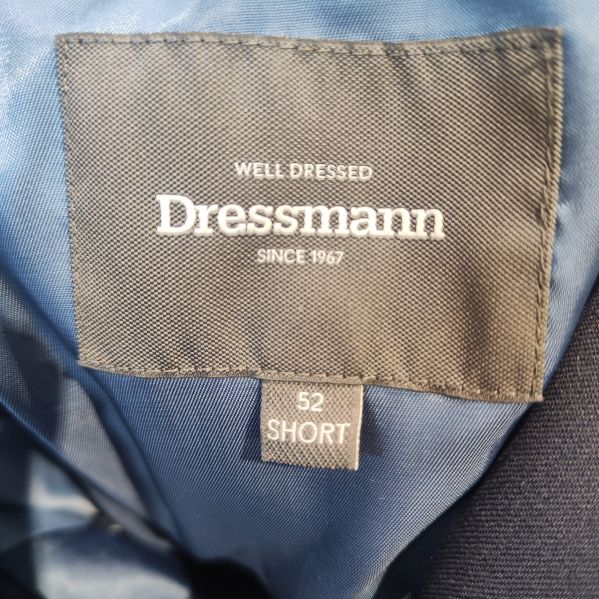 WELL DRESSED
Dressmann
SINCE 1967
52
SHORT